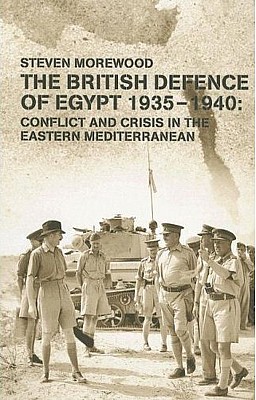 STEVEN MOREWOOD
THE BRITISH DEFENCE
OF EGYPT 1935–1940:
CONFLICT AND CRISIS IN THE
EASTERN MEDITERRANEAN